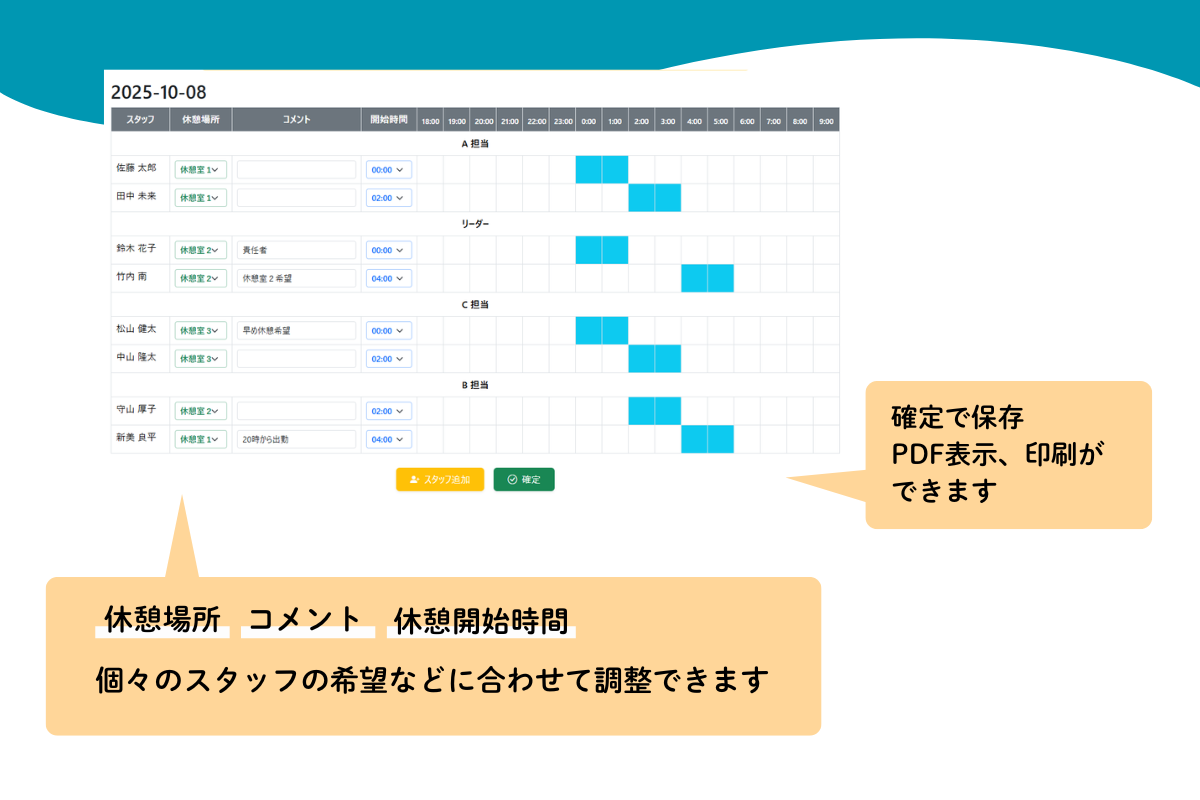 2025-10-08
スタッフ 休憩場所 コメント 開始時間 18:00 19:00 20:00 21:00 22:00 23:00 0:00 1:00 2:00 3:00 4:00 5:00 6:00 7:00 8:00 9:00
A 担当
佐藤 太郎 休憩室 1 00:00
田中 未来 休憩室 1 02:00
リーダー
鈴木 花子 休憩室 2 責任者 00:00
竹内 南 休憩室 2 休憩室 2 希望 04:00
C 担当
松山 健太 休憩室 3 早め休憩希望 00:00
中山 隆太 休憩室 3 02:00
B 担当
守山 厚子 休憩室 2 02:00
新美 良平 休憩室 1 20時から出勤 04:00
スタッフ追加 確定
確定で保存
PDF表示、印刷が
できます
休憩場所 コメント 休憩開始時間
個々のスタッフの希望などに合わせて調整できます